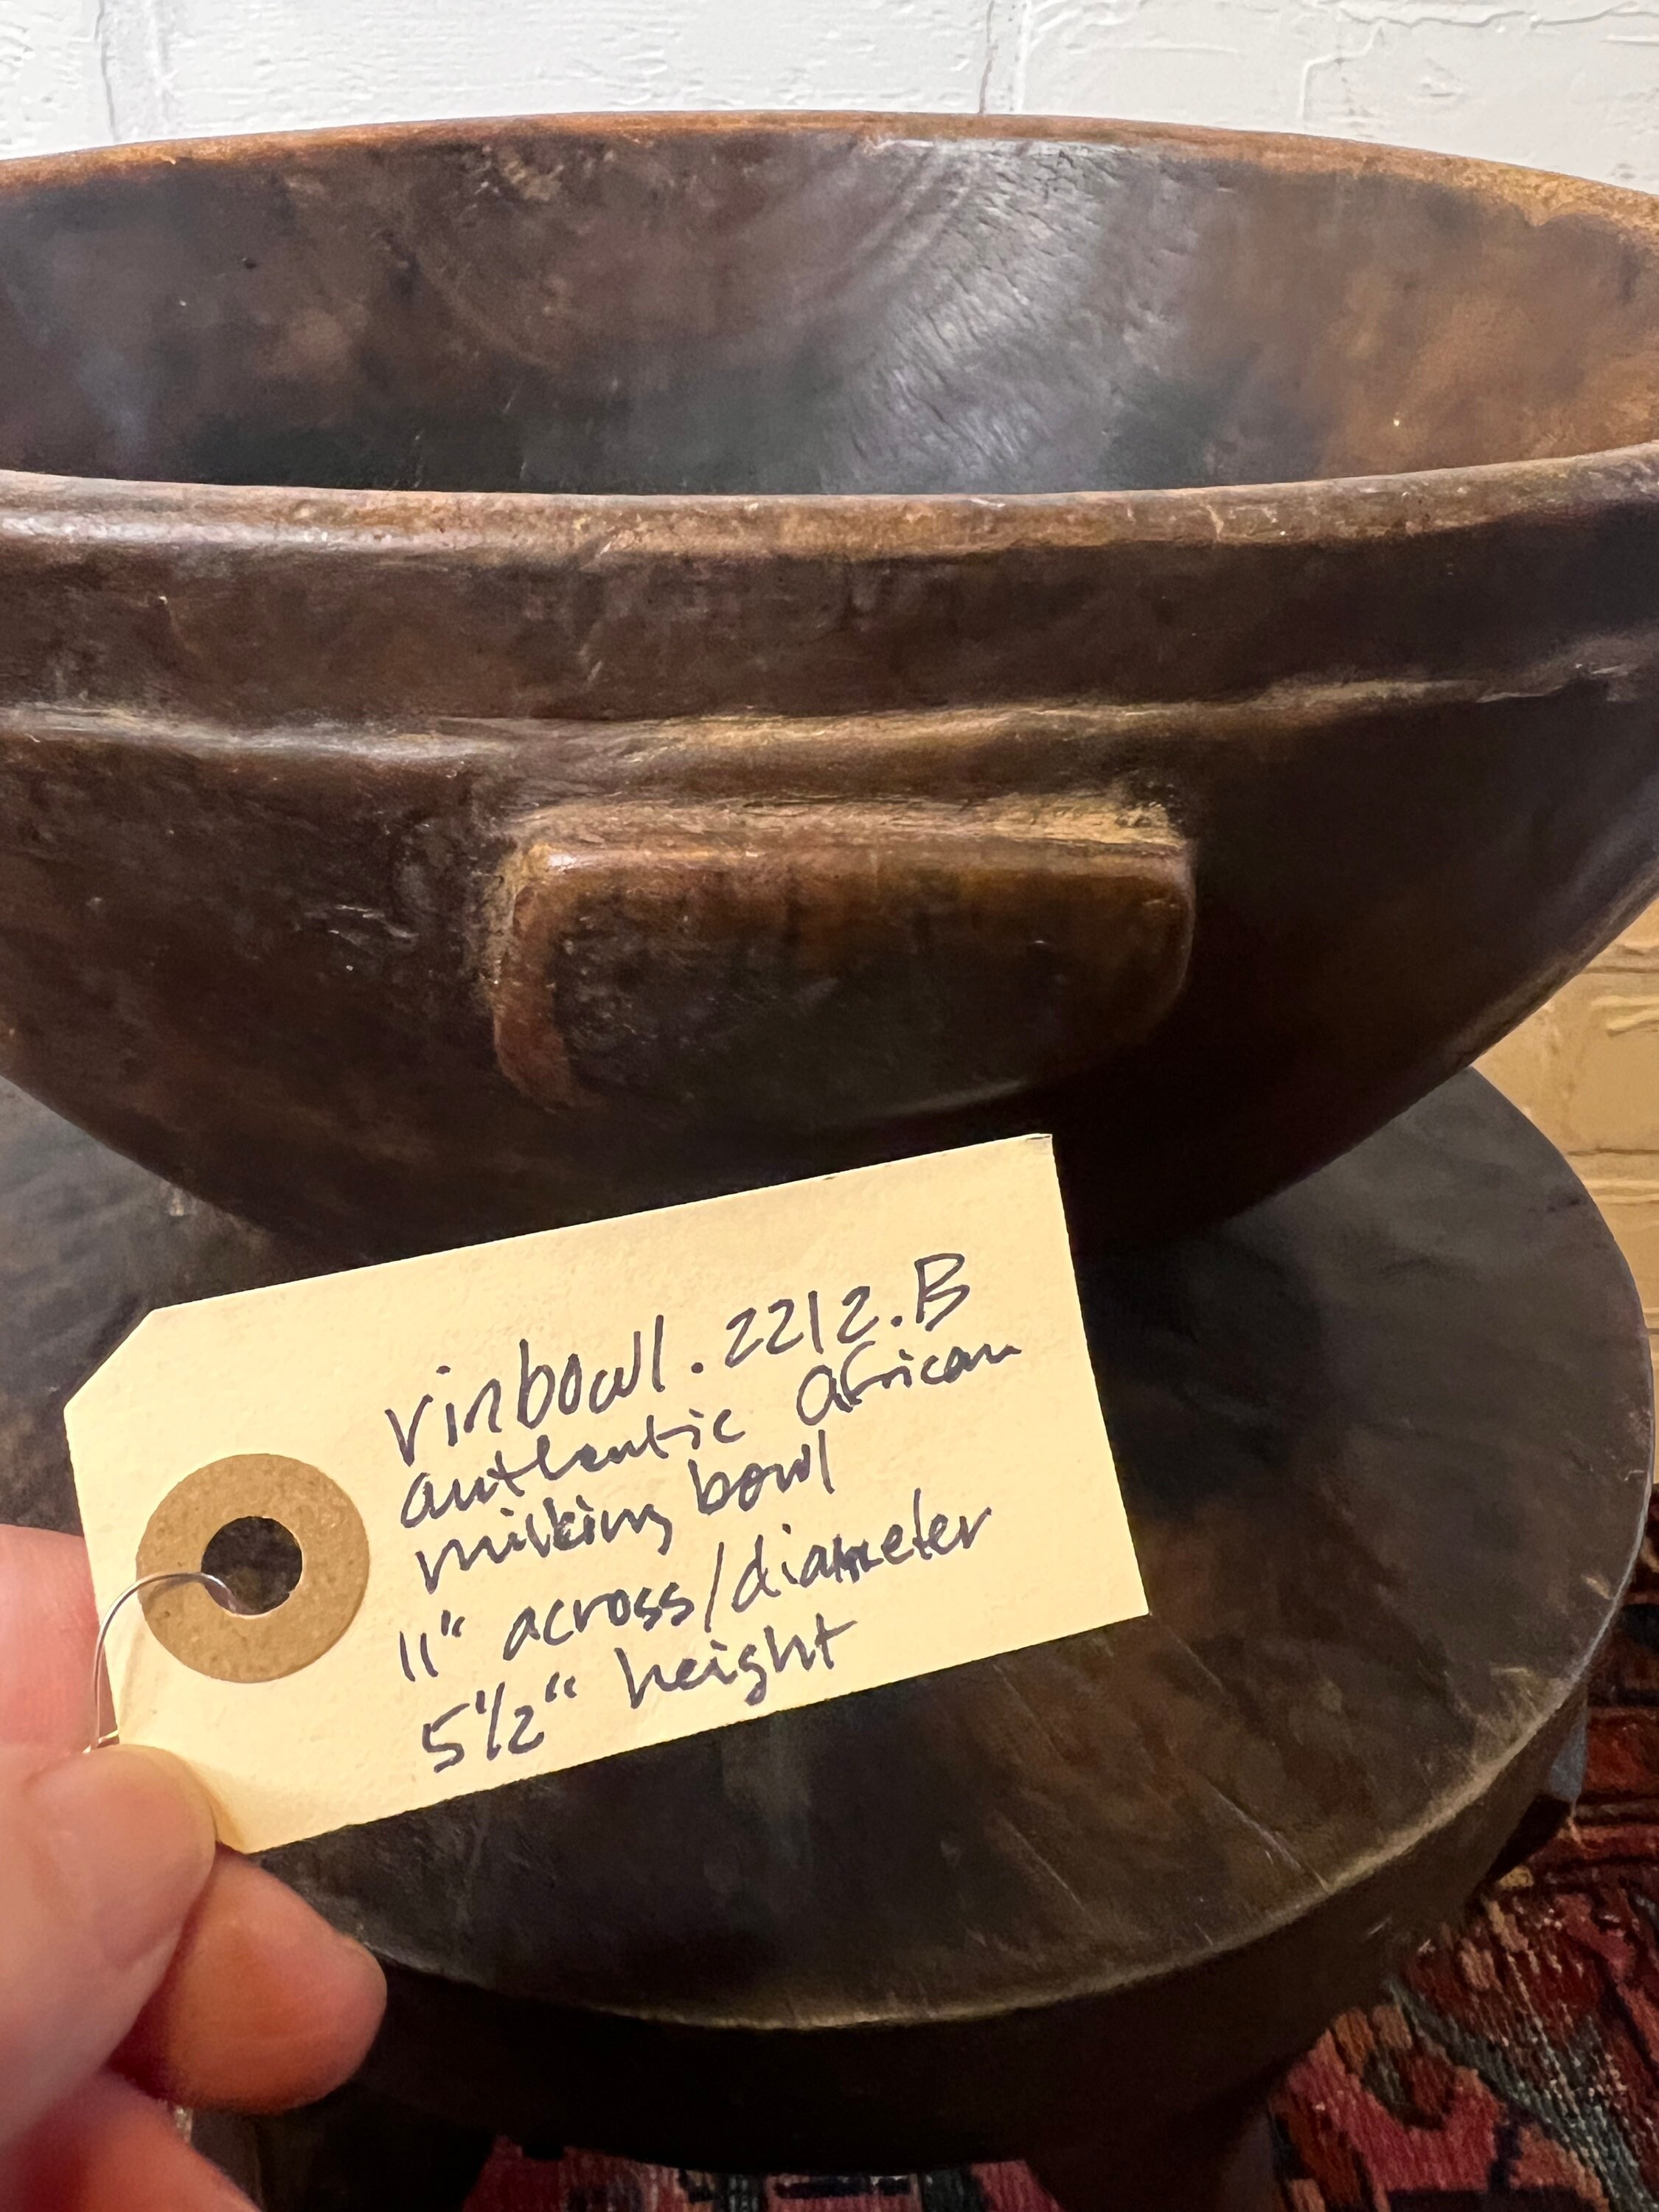 vinbowl.2212.B
authentic African
milking bowl
11" across/diameter
5½" height